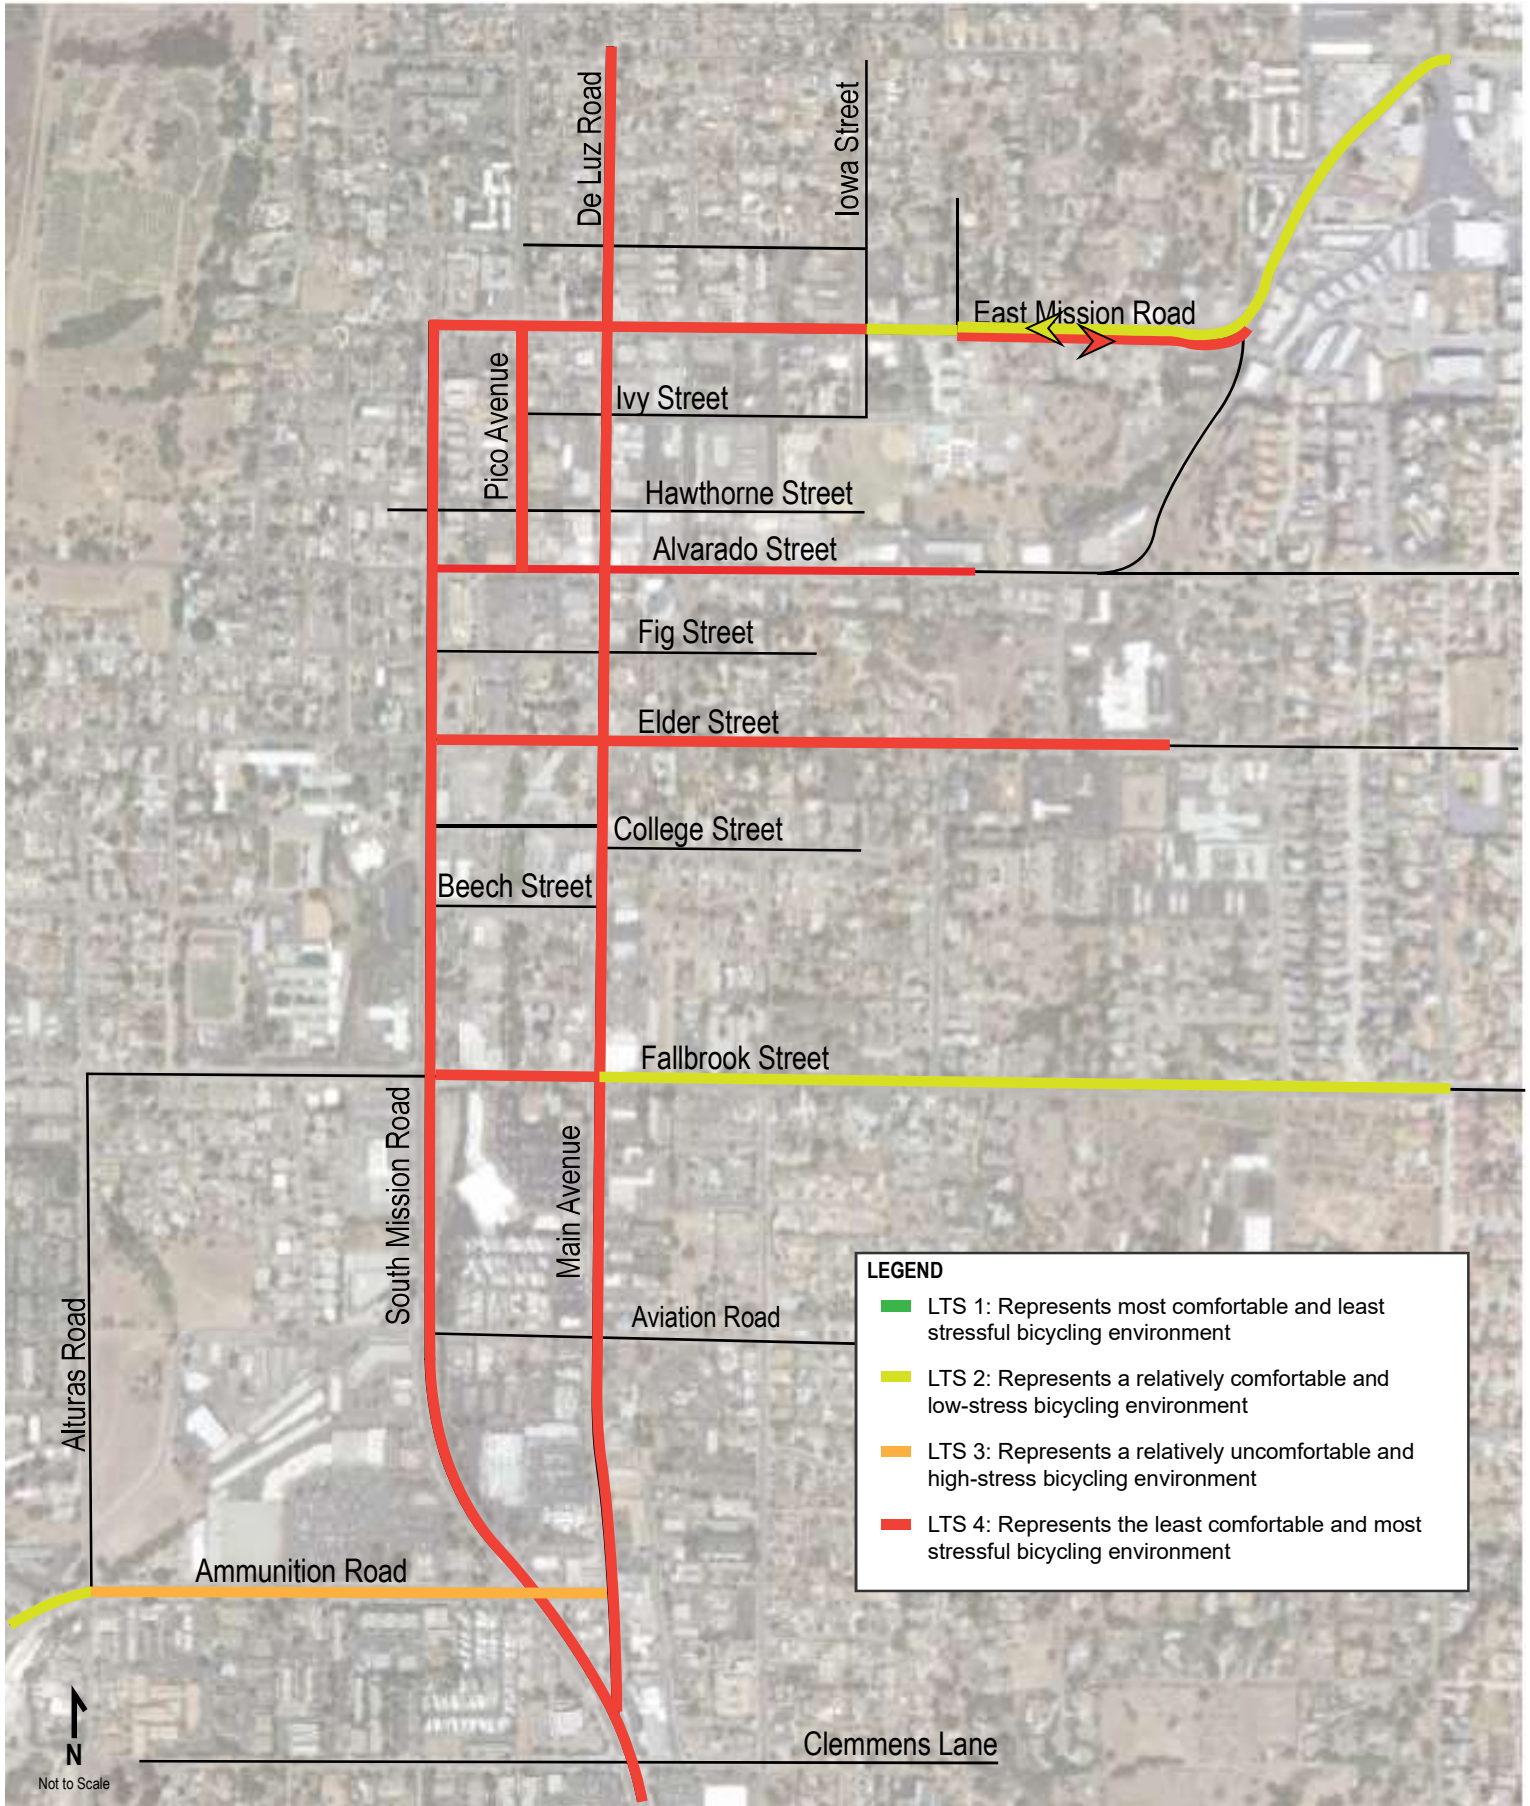 De Luz Road
Iowa Street
East Mission Road
Pico Avenue
Ivy Street
Hawthorne Street
Alvarado Street
Fig Street
Elder Street
College Street
Beech Street
Fallbrook Street
South Mission Road
Main Avenue
Alturas Road
Aviation Road
LEGEND
LTS 1: Represents most comfortable and least
stressful bicycling environment
LTS 2: Represents a relatively comfortable and
low-stress bicycling environment
LTS 3: Represents a relatively uncomfortable and
high-stress bicycling environment
LTS 4: Represents the least comfortable and most
stressful bicycling environment
Ammunition Road
Clemmens Lane
N
Not to Scale